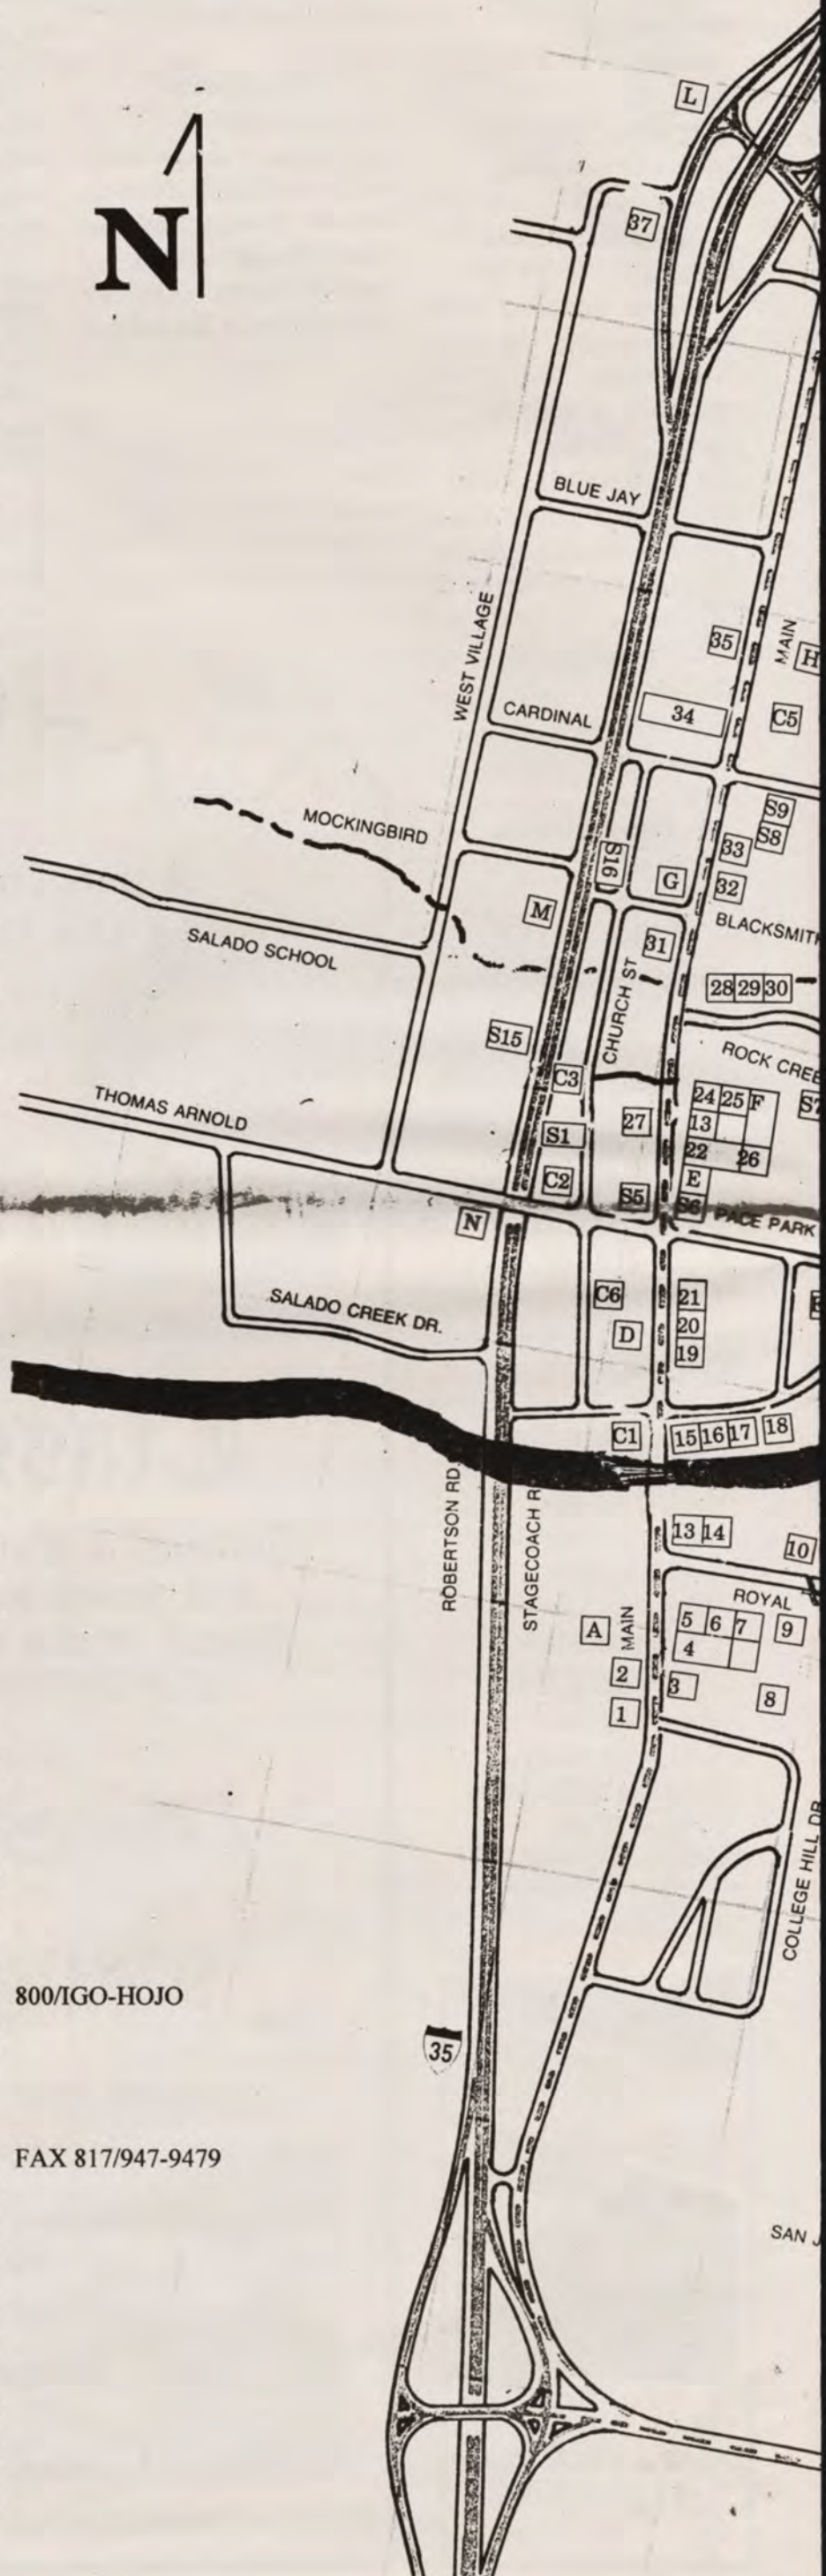 L
N
37
BLUE JAY
WEST VILLAGE
35
MAIN
H
CARDINAL
34
C5
MOCKINGBIRD
S9
S8
33
S16
G
32
M
BLACKSMITH
SALADO SCHOOL
31
28 29 30
CHURCH ST
S15
ROCK CREE
C3
THOMAS ARNOLD
24 25 F
S7
13
27
S1
22 26
C2
E
S5
S6
PACE PARK
N
SALADO CREEK DR.
C6
21
D
20
19
C1
15 16 17 18
ROBERTSON RD
STAGECOACH R
13 14
10
ROYAL
A
MAIN
5 6 7
9
4
2
3
8
1
COLLEGE HILL DR
800/IGO-HOJO
35
FAX 817/947-9479
SAN J